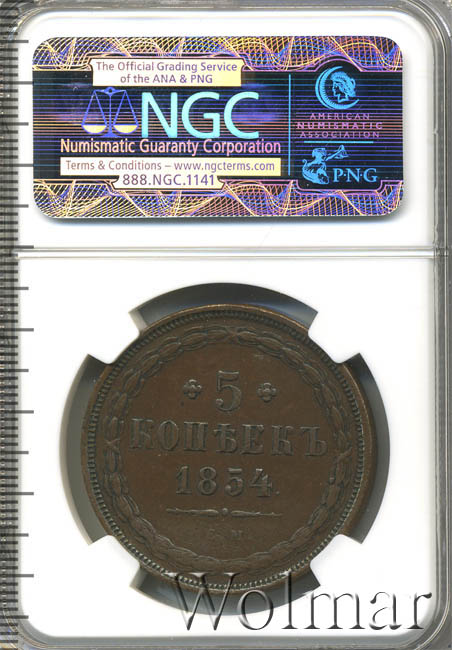 The Official Grading Service
of the ANA & PNG
NGC
Numismatic Guaranty Corporation
Terms & Conditions – www.ngcterms.com
888.NGC.1141
AMERICAN
NUMISMATIC
ASSOCIATION
P·N·G
5
КОПѢЕКЪ
1854
Wolmar